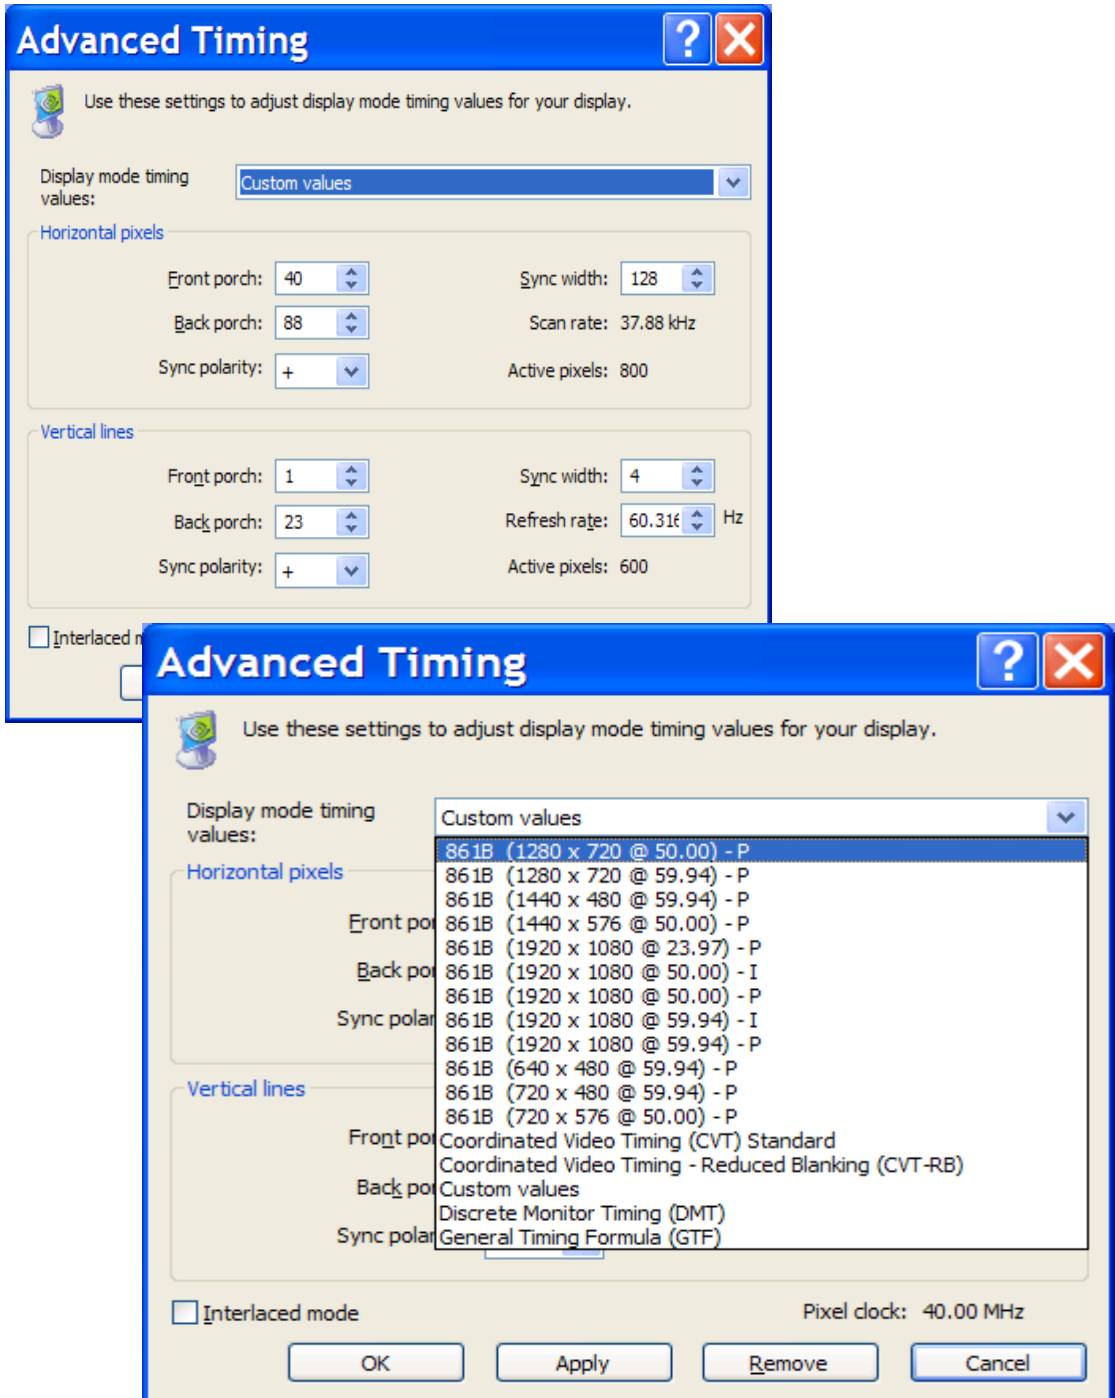 Advanced Timing
Use these settings to adjust display mode timing values for your display.
Display mode timing
values:
Custom values
Horizontal pixels
Front porch: 40
Sync width: 128
Back porch: 88
Scan rate: 37.88 kHz
Sync polarity: +
Active pixels: 800
Vertical lines
Front porch: 1
Sync width: 4
Back porch: 23
Refresh rate: 60.316 Hz
Sync polarity: +
Active pixels: 600
Interlaced
Advanced Timing
Use these settings to adjust display mode timing values for your display.
Display mode timing
values:
Custom values
861B (1280 x 720 @ 50.00) - P
861B (1280 x 720 @ 59.94) - P
861B (1440 x 480 @ 59.94) - P
861B (1440 x 576 @ 50.00) - P
861B (1920 x 1080 @ 23.97) - P
861B (1920 x 1080 @ 50.00) - I
861B (1920 x 1080 @ 50.00) - P
861B (1920 x 1080 @ 59.94) - I
861B (1920 x 1080 @ 59.94) - P
861B (640 x 480 @ 59.94) - P
861B (720 x 480 @ 59.94) - P
861B (720 x 576 @ 50.00) - P
Coordinated Video Timing (CVT) Standard
Coordinated Video Timing - Reduced Blanking (CVT-RB)
Custom values
Discrete Monitor Timing (DMT)
General Timing Formula (GTF)
Horizontal pixels
Front por
Back por
Sync polar
Vertical lines
Front por
Back por
Sync polar
Interlaced mode
Pixel clock: 40.00 MHz
OK
Apply
Remove
Cancel